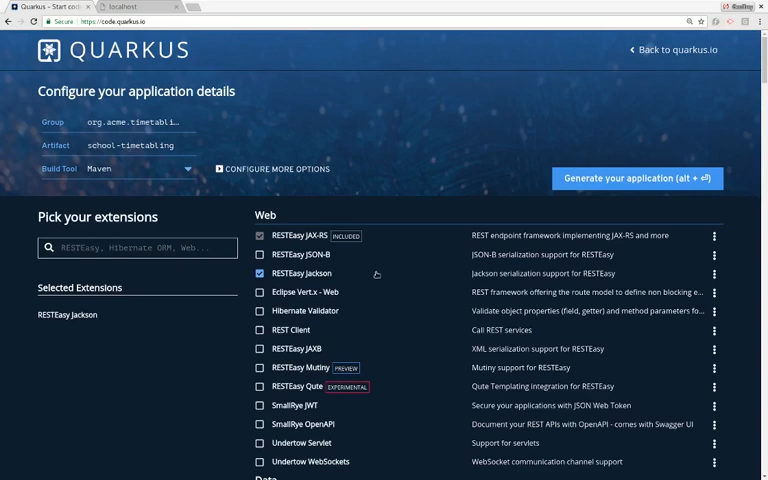 Quarkus - Start code
localhost
Secure https://code.quarkus.io
QUARKUS
Back to quarkus.io
Configure your application details
Group org.acme.timetabli…
Artifact school-timetabling
Build Tool Maven
CONFIGURE MORE OPTIONS
Generate your application (alt + ⏎)
Pick your extensions
RESTEasy, Hibernate ORM, Web...
Selected Extensions
RESTEasy Jackson
Web
RESTEasy JAX-RS INCLUDED REST endpoint framework implementing JAX-RS and more
RESTEasy JSON-B JSON-B serialization support for RESTEasy
RESTEasy Jackson Jackson serialization support for RESTEasy
Eclipse Vert.x - Web REST framework offering the route model to define non blocking e...
Hibernate Validator Validate object properties (field, getter) and method parameters fo...
REST Client Call REST services
RESTEasy JAXB XML serialization support for RESTEasy
RESTEasy Mutiny PREVIEW Mutiny support for RESTEasy
RESTEasy Qute EXPERIMENTAL Qute Templating integration for RESTEasy
SmallRye JWT Secure your applications with JSON Web Token
SmallRye OpenAPI Document your REST APIs with OpenAPI - comes with Swagger UI
Undertow Servlet Support for servlets
Undertow WebSockets WebSocket communication channel support
Data